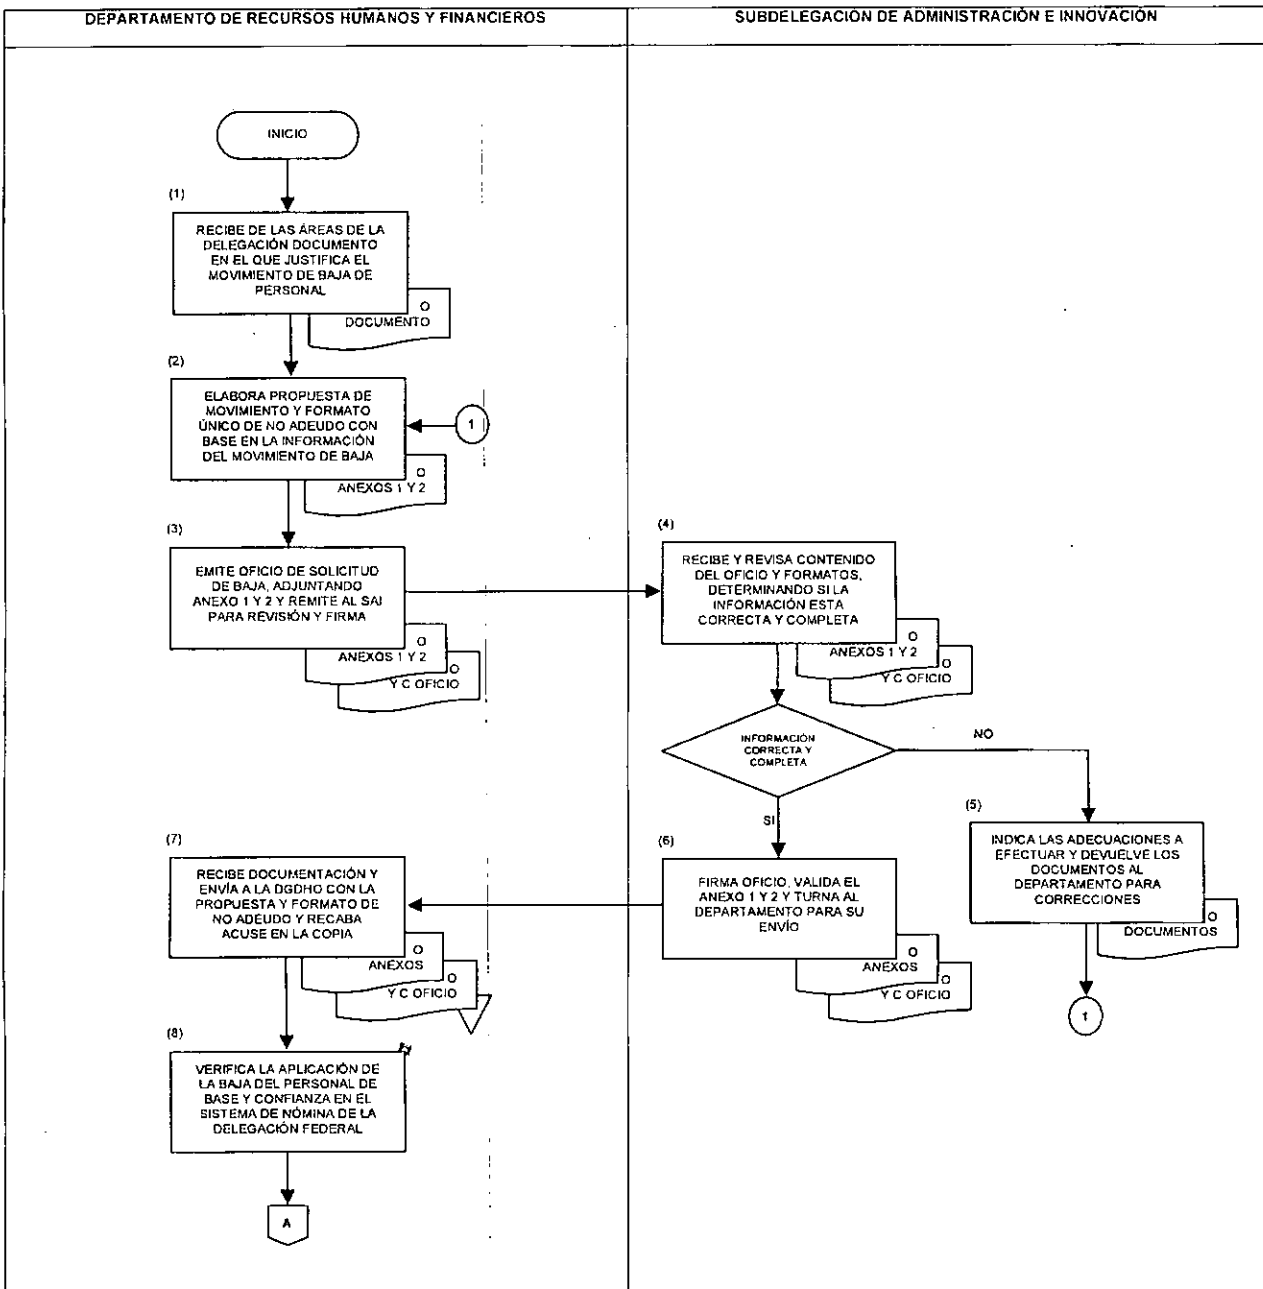 DEPARTAMENTO DE RECURSOS HUMANOS Y FINANCIEROS
SUBDELEGACIÓN DE ADMINISTRACIÓN E INNOVACIÓN
INICIO
(1)
RECIBE DE LAS ÁREAS DE LA
DELEGACIÓN DOCUMENTO
EN EL QUE JUSTIFICA EL
MOVIMIENTO DE BAJA DE
PERSONAL
O
DOCUMENTO
(2)
ELABORA PROPUESTA DE
MOVIMIENTO Y FORMATO
ÚNICO DE NO ADEUDO CON
BASE EN LA INFORMACIÓN
DEL MOVIMIENTO DE BAJA
1
O
ANEXOS 1 Y 2
(3)
EMITE OFICIO DE SOLICITUD
DE BAJA, ADJUNTANDO
ANEXO 1 Y 2 Y REMITE AL SAI
PARA REVISIÓN Y FIRMA
O
ANEXOS 1 Y 2
O
Y C OFICIO
(4)
RECIBE Y REVISA CONTENIDO
DEL OFICIO Y FORMATOS,
DETERMINANDO SI LA
INFORMACIÓN ESTA
CORRECTA Y COMPLETA
O
ANEXOS 1 Y 2
O
Y C OFICIO
INFORMACIÓN
CORRECTA Y
COMPLETA
NO
SI
(5)
INDICA LAS ADECUACIONES A
EFECTUAR Y DEVUELVE LOS
DOCUMENTOS AL
DEPARTAMENTO PARA
CORRECCIONES
O
DOCUMENTOS
1
(6)
FIRMA OFICIO, VALIDA EL
ANEXO 1 Y 2 Y TURNA AL
DEPARTAMENTO PARA SU
ENVÍO
O
ANEXOS
O
Y C OFICIO
(7)
RECIBE DOCUMENTACIÓN Y
ENVÍA A LA DGDHO CON LA
PROPUESTA Y FORMATO DE
NO ADEUDO Y RECABA
ACUSE EN LA COPIA
O
ANEXOS
O
Y C OFICIO
(8)
VERIFICA LA APLICACIÓN DE
LA BAJA DEL PERSONAL DE
BASE Y CONFIANZA EN EL
SISTEMA DE NÓMINA DE LA
DELEGACIÓN FEDERAL
A